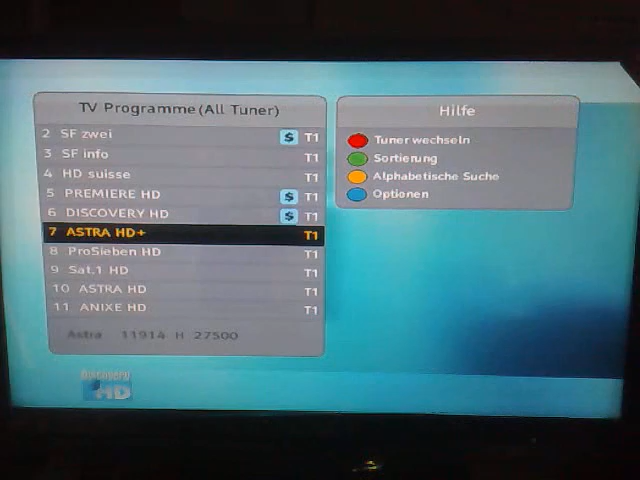 TV Programme(All Tuner)
2 SF zwei $ T1
3 SF info T1
4 HD suisse T1
5 PREMIERE HD $ T1
6 DISCOVERY HD $ T1
7 ASTRA HD+ T1
8 ProSieben HD T1
9 Sat.1 HD T1
10 ASTRA HD T1
11 ANIXE HD T1
Astra 11914 H 27500
Hilfe
Tuner wechseln
Sortierung
Alphabetische Suche
Optionen
Discovery
HD